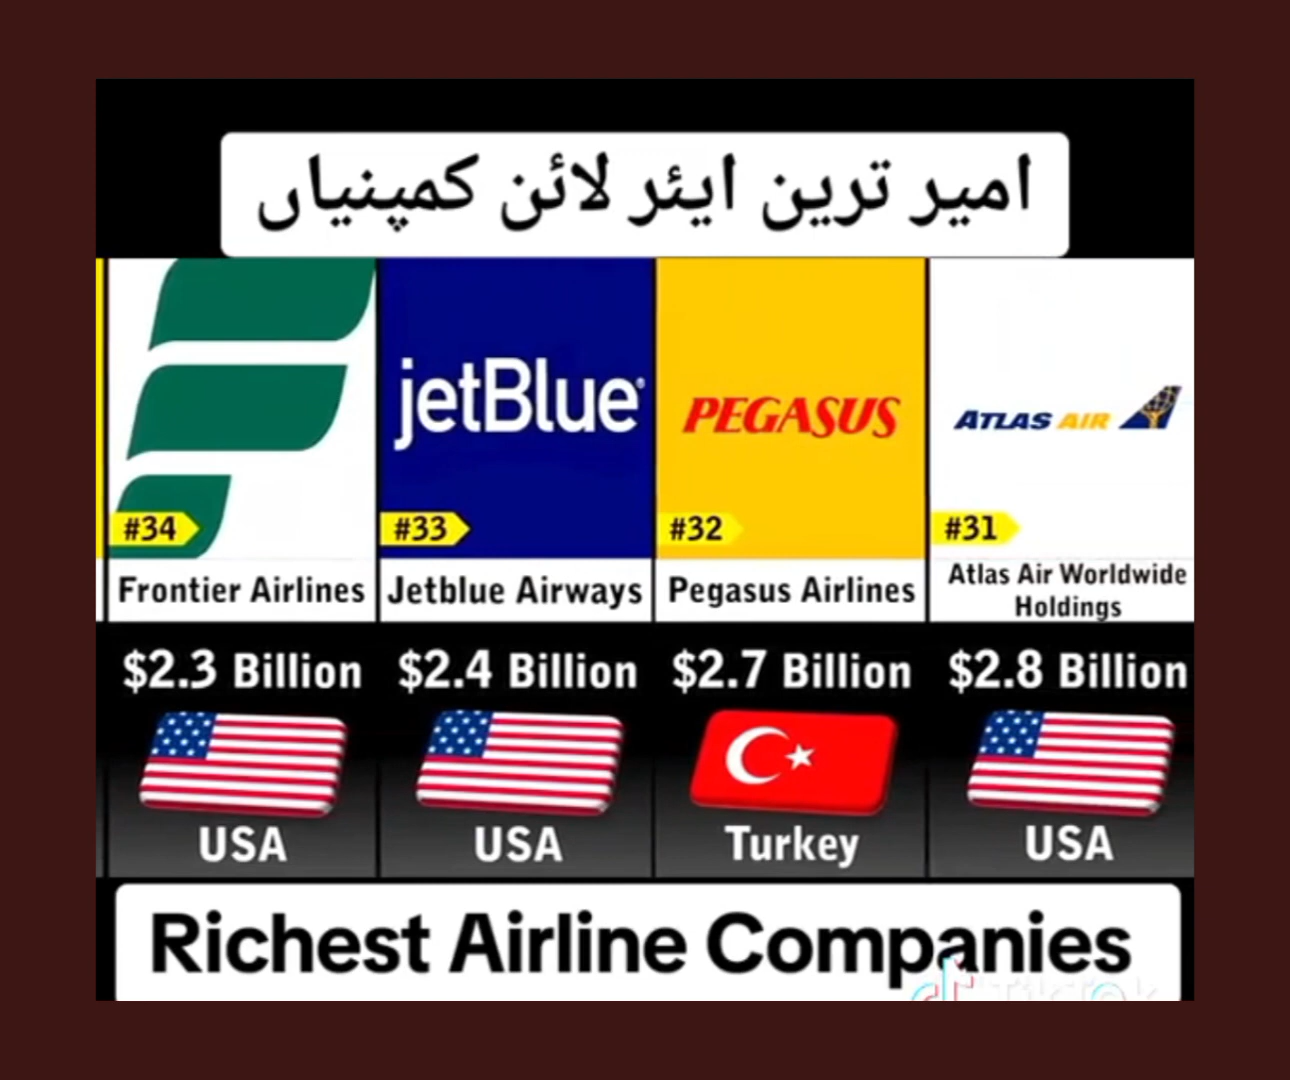 امیر ترین ایئر لائن کمپنیاں
jetBlue
PEGASUS
ATLAS AIR
#34
#33
#32
#31
Frontier Airlines
Jetblue Airways
Pegasus Airlines
Atlas Air Worldwide
Holdings
$2.3 Billion
$2.4 Billion
$2.7 Billion
$2.8 Billion
USA
USA
Turkey
USA
Richest Airline Companies
TikTok